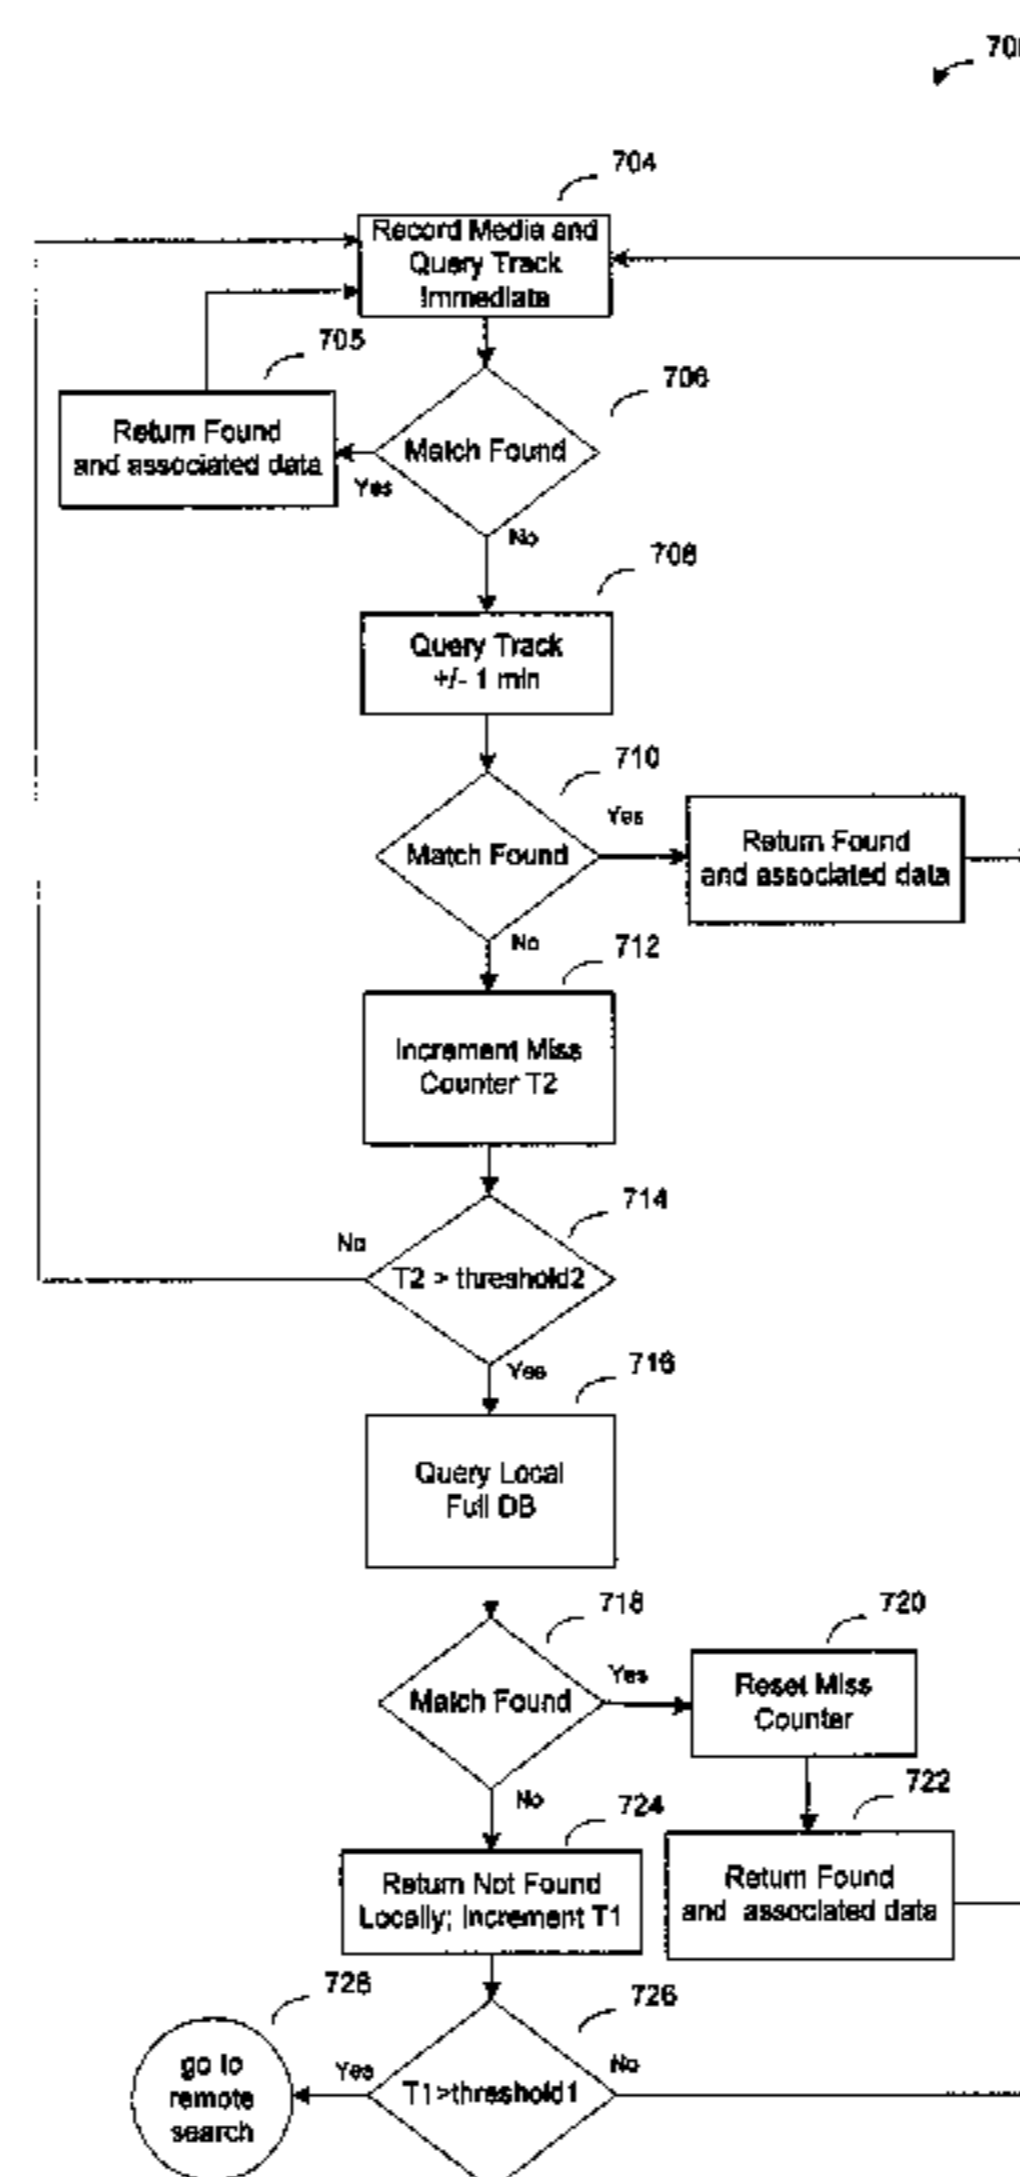 704
Record Media and
Query Track
Immediate
705
706
Return Found
and associated data
Match Found
Yes
No
708
Query Track
+/- 1 min
710
Yes
Match Found
Return Found
and associated data
No
712
Increment Miss
Counter T2
714
No
T2 > threshold2
Yes
716
Query Local
Full DB
718
720
Yes
Match Found
Reset Miss
Counter
No
722
724
Return Not Found
Locally; Increment T1
Return Found
and associated data
728
726
go to
remote
search
Yes
No
T1>threshold1